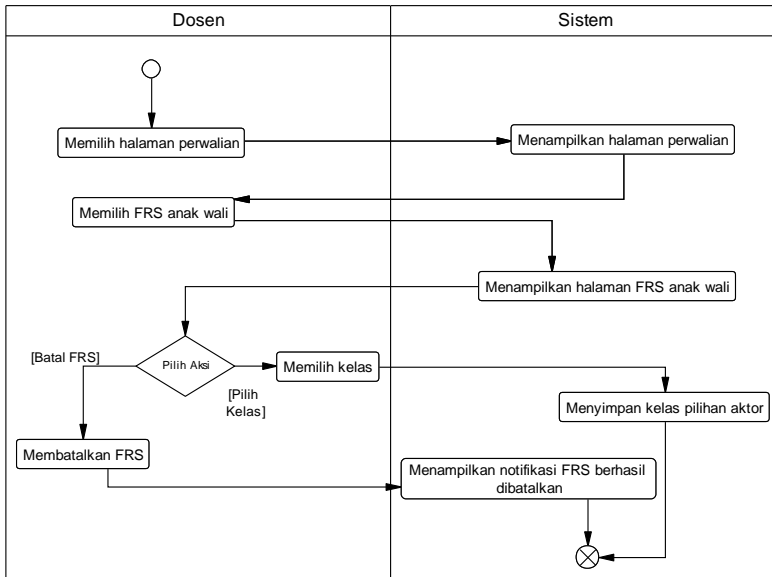 Dosen
Sistem
Memilih halaman perwalian
Menampilkan halaman perwalian
Memilih FRS anak wali
Menampilkan halaman FRS anak wali
[Batal FRS]
Pilih Aksi
Memilih kelas
[Pilih
Kelas]
Menyimpan kelas pilihan aktor
Membatalkan FRS
Menampilkan notifikasi FRS berhasil
dibatalkan